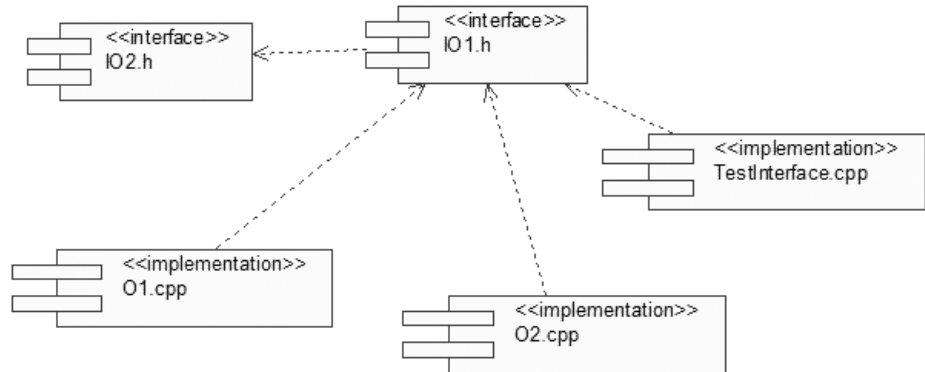 <<interface>>
IO2.h
<<interface>>
IO1.h
<<implementation>>
TestInterface.cpp
<<implementation>>
O1.cpp
<<implementation>>
O2.cpp